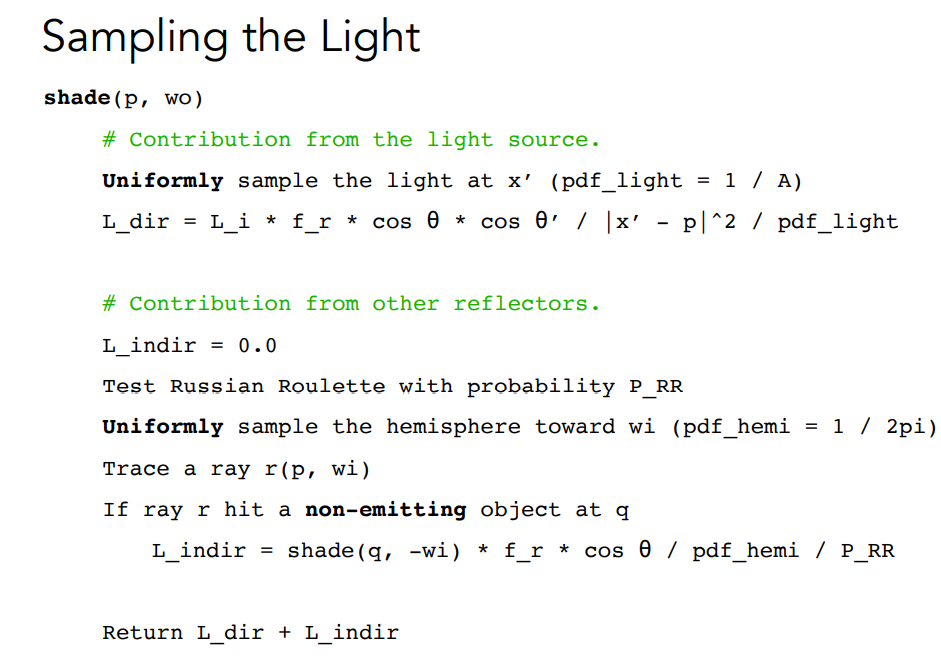 Sampling the Light
shade(p, wo)
# Contribution from the light source.
Uniformly sample the light at x′ (pdf_light = 1 / A)
L_dir = L_i * f_r * cos θ * cos θ′ / |x′ - p|^2 / pdf_light
# Contribution from other reflectors.
L_indir = 0.0
Test Russian Roulette with probability P_RR
Uniformly sample the hemisphere toward wi (pdf_hemi = 1 / 2pi)
Trace a ray r(p, wi)
If ray r hit a non-emitting object at q
L_indir = shade(q, -wi) * f_r * cos θ / pdf_hemi / P_RR
Return L_dir + L_indir